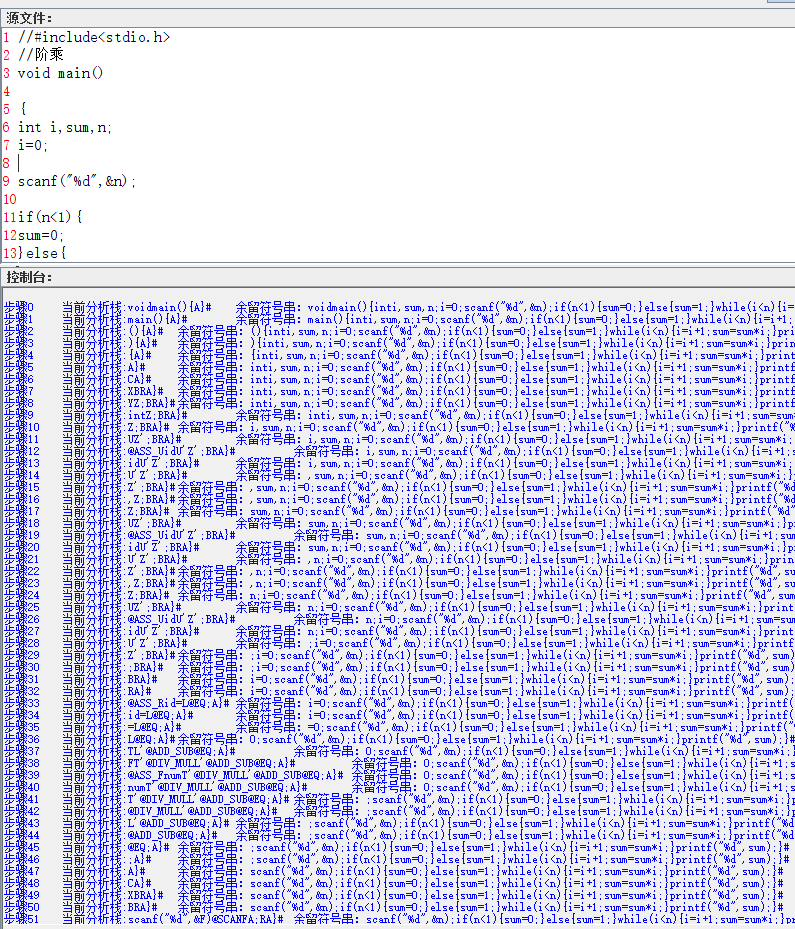 源文件:
1 //#include<stdio.h>
2 //阶乘
3 void main()
4
5 {
6 int i,sum,n;
7 i=0;
8
9 scanf("%d",&n);
10
11 if(n<1){
12 sum=0;
13 }else{
控制台:
步骤0 当前分析栈:voidmain(){A}# 余留符号串: voidmain(){inti,sum,n;i=0;scanf("%d",&n);if(n<1){sum=0;}else{sum=1;}while(i<n){i=
步骤1 当前分析栈:main(){A}# 余留符号串: main(){inti,sum,n;i=0;scanf("%d",&n);if(n<1){sum=0;}else{sum=1;}while(i<n){i=i+1;
步骤2 当前分析栈:(){A}# 余留符号串: (){inti,sum,n;i=0;scanf("%d",&n);if(n<1){sum=0;}else{sum=1;}while(i<n){i=i+1;sum=sum*i;}
步骤3 当前分析栈:){A}# 余留符号串: ){inti,sum,n;i=0;scanf("%d",&n);if(n<1){sum=0;}else{sum=1;}while(i<n){i=i+1;sum=sum*i;}pri
步骤4 当前分析栈:{A}# 余留符号串: {inti,sum,n;i=0;scanf("%d",&n);if(n<1){sum=0;}else{sum=1;}while(i<n){i=i+1;sum=sum*i;}print
步骤5 当前分析栈:A}# 余留符号串: inti,sum,n;i=0;scanf("%d",&n);if(n<1){sum=0;}else{sum=1;}while(i<n){i=i+1;sum=sum*i;}printf
步骤6 当前分析栈:CA}# 余留符号串: inti,sum,n;i=0;scanf("%d",&n);if(n<1){sum=0;}else{sum=1;}while(i<n){i=i+1;sum=sum*i;}printf
步骤7 当前分析栈:XBRA}# 余留符号串: inti,sum,n;i=0;scanf("%d",&n);if(n<1){sum=0;}else{sum=1;}while(i<n){i=i+1;sum=sum*i;}printf
步骤8 当前分析栈:YZ;BRA}# 余留符号串: inti,sum,n;i=0;scanf("%d",&n);if(n<1){sum=0;}else{sum=1;}while(i<n){i=i+1;sum=sum*i;}printf
步骤9 当前分析栈:intZ;BRA}# 余留符号串: inti,sum,n;i=0;scanf("%d",&n);if(n<1){sum=0;}else{sum=1;}while(i<n){i=i+1;sum=sum
步骤10 当前分析栈:Z;BRA}# 余留符号串: i,sum,n;i=0;scanf("%d",&n);if(n<1){sum=0;}else{sum=1;}while(i<n){i=i+1;sum=sum*i;}printf("%
步骤11 当前分析栈:UZ';BRA}# 余留符号串: i,sum,n;i=0;scanf("%d",&n);if(n<1){sum=0;}else{sum=1;}while(i<n){i=i+1;sum=sum*i;
步骤12 当前分析栈:@ASS_UidU'Z';BRA}# 余留符号串: i,sum,n;i=0;scanf("%d",&n);if(n<1){sum=0;}else{sum=1;}while(i<n){i=i+1;s
步骤13 当前分析栈:idU'Z';BRA}# 余留符号串: i,sum,n;i=0;scanf("%d",&n);if(n<1){sum=0;}else{sum=1;}while(i<n){i=i+1;sum=sum*i;
步骤14 当前分析栈:U'Z';BRA}# 余留符号串: ,sum,n;i=0;scanf("%d",&n);if(n<1){sum=0;}else{sum=1;}while(i<n){i=i+1;sum=sum*i;}
步骤15 当前分析栈:Z';BRA}# 余留符号串: ,sum,n;i=0;scanf("%d",&n);if(n<1){sum=0;}else{sum=1;}while(i<n){i=i+1;sum=sum*i;}printf("%d
步骤16 当前分析栈:,Z;BRA}# 余留符号串: ,sum,n;i=0;scanf("%d",&n);if(n<1){sum=0;}else{sum=1;}while(i<n){i=i+1;sum=sum*i;}printf("%d
步骤17 当前分析栈:Z;BRA}# 余留符号串: sum,n;i=0;scanf("%d",&n);if(n<1){sum=0;}else{sum=1;}while(i<n){i=i+1;sum=sum*i;}printf("%d"
步骤18 当前分析栈:UZ';BRA}# 余留符号串: sum,n;i=0;scanf("%d",&n);if(n<1){sum=0;}else{sum=1;}while(i<n){i=i+1;sum=sum*i;}pr
步骤19 当前分析栈:@ASS_UidU'Z';BRA}# 余留符号串: sum,n;i=0;scanf("%d",&n);if(n<1){sum=0;}else{sum=1;}while(i<n){i=i+1;sum
步骤20 当前分析栈:idU'Z';BRA}# 余留符号串: sum,n;i=0;scanf("%d",&n);if(n<1){sum=0;}else{sum=1;}while(i<n){i=i+1;sum=sum*i;}pr
步骤21 当前分析栈:U'Z';BRA}# 余留符号串: ,n;i=0;scanf("%d",&n);if(n<1){sum=0;}else{sum=1;}while(i<n){i=i+1;sum=sum*i;}print
步骤22 当前分析栈:Z';BRA}# 余留符号串: ,n;i=0;scanf("%d",&n);if(n<1){sum=0;}else{sum=1;}while(i<n){i=i+1;sum=sum*i;}printf("%d",su
步骤23 当前分析栈:,Z;BRA}# 余留符号串: ,n;i=0;scanf("%d",&n);if(n<1){sum=0;}else{sum=1;}while(i<n){i=i+1;sum=sum*i;}printf("%d",su
步骤24 当前分析栈:Z;BRA}# 余留符号串: n;i=0;scanf("%d",&n);if(n<1){sum=0;}else{sum=1;}while(i<n){i=i+1;sum=sum*i;}printf("%d",sum
步骤25 当前分析栈:UZ';BRA}# 余留符号串: n;i=0;scanf("%d",&n);if(n<1){sum=0;}else{sum=1;}while(i<n){i=i+1;sum=sum*i;}printf
步骤26 当前分析栈:@ASS_UidU'Z';BRA}# 余留符号串: n;i=0;scanf("%d",&n);if(n<1){sum=0;}else{sum=1;}while(i<n){i=i+1;sum=sum
步骤27 当前分析栈:idU'Z';BRA}# 余留符号串: n;i=0;scanf("%d",&n);if(n<1){sum=0;}else{sum=1;}while(i<n){i=i+1;sum=sum*i;}printf
步骤28 当前分析栈:U'Z';BRA}# 余留符号串: ;i=0;scanf("%d",&n);if(n<1){sum=0;}else{sum=1;}while(i<n){i=i+1;sum=sum*i;}printf(
步骤29 当前分析栈:Z';BRA}# 余留符号串: ;i=0;scanf("%d",&n);if(n<1){sum=0;}else{sum=1;}while(i<n){i=i+1;sum=sum*i;}printf("%d",sum)
步骤30 当前分析栈:;BRA}# 余留符号串: ;i=0;scanf("%d",&n);if(n<1){sum=0;}else{sum=1;}while(i<n){i=i+1;sum=sum*i;}printf("%d",sum)
步骤31 当前分析栈:BRA}# 余留符号串: i=0;scanf("%d",&n);if(n<1){sum=0;}else{sum=1;}while(i<n){i=i+1;sum=sum*i;}printf("%d",sum);
步骤32 当前分析栈:RA}# 余留符号串: i=0;scanf("%d",&n);if(n<1){sum=0;}else{sum=1;}while(i<n){i=i+1;sum=sum*i;}printf("%d",sum);
步骤33 当前分析栈:@ASS_Rid=L@EQ;A}# 余留符号串: i=0;scanf("%d",&n);if(n<1){sum=0;}else{sum=1;}while(i<n){i=i+1;sum=sum*i;}printf("
步骤34 当前分析栈:id=L@EQ;A}# 余留符号串: i=0;scanf("%d",&n);if(n<1){sum=0;}else{sum=1;}while(i<n){i=i+1;sum=sum*i;}printf("
步骤35 当前分析栈:=L@EQ;A}# 余留符号串: =0;scanf("%d",&n);if(n<1){sum=0;}else{sum=1;}while(i<n){i=i+1;sum=sum*i;}printf("%
步骤36 当前分析栈:L@EQ;A}# 余留符号串: 0;scanf("%d",&n);if(n<1){sum=0;}else{sum=1;}while(i<n){i=i+1;sum=sum*i;}printf("%d",sum);}#
步骤37 当前分析栈:TL'@ADD_SUB@EQ;A}# 余留符号串: 0;scanf("%d",&n);if(n<1){sum=0;}else{sum=1;}while(i<n){i=i+1;sum=sum*i;}
步骤38 当前分析栈:FT'@DIV_MULL'@ADD_SUB@EQ;A}# 余留符号串: 0;scanf("%d",&n);if(n<1){sum=0;}else{sum=1;}while(i<n){i=i+1;su
步骤39 当前分析栈:@ASS_FnumT'@DIV_MULL'@ADD_SUB@EQ;A}# 余留符号串: 0;scanf("%d",&n);if(n<1){sum=0;}else{sum=1;}while(i<n){i=i+1;su
步骤40 当前分析栈:numT'@DIV_MULL'@ADD_SUB@EQ;A}# 余留符号串: 0;scanf("%d",&n);if(n<1){sum=0;}else{sum=1;}while(i<n){i=i+1;su
步骤41 当前分析栈:T'@DIV_MULL'@ADD_SUB@EQ;A}# 余留符号串: ;scanf("%d",&n);if(n<1){sum=0;}else{sum=1;}while(i<n){i=i+1;sum=sum*i;}p
步骤42 当前分析栈:@DIV_MULL'@ADD_SUB@EQ;A}# 余留符号串: ;scanf("%d",&n);if(n<1){sum=0;}else{sum=1;}while(i<n){i=i+1;sum=sum*i;}p
步骤43 当前分析栈:L'@ADD_SUB@EQ;A}# 余留符号串: ;scanf("%d",&n);if(n<1){sum=0;}else{sum=1;}while(i<n){i=i+1;sum=sum*i;}printf("%d
步骤44 当前分析栈:@ADD_SUB@EQ;A}# 余留符号串: ;scanf("%d",&n);if(n<1){sum=0;}else{sum=1;}while(i<n){i=i+1;sum=sum*i;}printf("%d
步骤45 当前分析栈:@EQ;A}# 余留符号串: ;scanf("%d",&n);if(n<1){sum=0;}else{sum=1;}while(i<n){i=i+1;sum=sum*i;}printf("%d",sum);}#
步骤46 当前分析栈:;A}# 余留符号串: ;scanf("%d",&n);if(n<1){sum=0;}else{sum=1;}while(i<n){i=i+1;sum=sum*i;}printf("%d",sum);}#
步骤47 当前分析栈:A}# 余留符号串: scanf("%d",&n);if(n<1){sum=0;}else{sum=1;}while(i<n){i=i+1;sum=sum*i;}printf("%d",sum);}#
步骤48 当前分析栈:CA}# 余留符号串: scanf("%d",&n);if(n<1){sum=0;}else{sum=1;}while(i<n){i=i+1;sum=sum*i;}printf("%d",sum);}#
步骤49 当前分析栈:XBRA}# 余留符号串: scanf("%d",&n);if(n<1){sum=0;}else{sum=1;}while(i<n){i=i+1;sum=sum*i;}printf("%d",sum);}#
步骤50 当前分析栈:BRA}# 余留符号串: scanf("%d",&n);if(n<1){sum=0;}else{sum=1;}while(i<n){i=i+1;sum=sum*i;}printf("%d",sum);}#
步骤51 当前分析栈:scanf("%d",&F)@SCANFA;RA}# 余留符号串: scanf("%d",&n);if(n<1){sum=0;}else{sum=1;}while(i<n){i=i+1;sum=sum*i;}pr